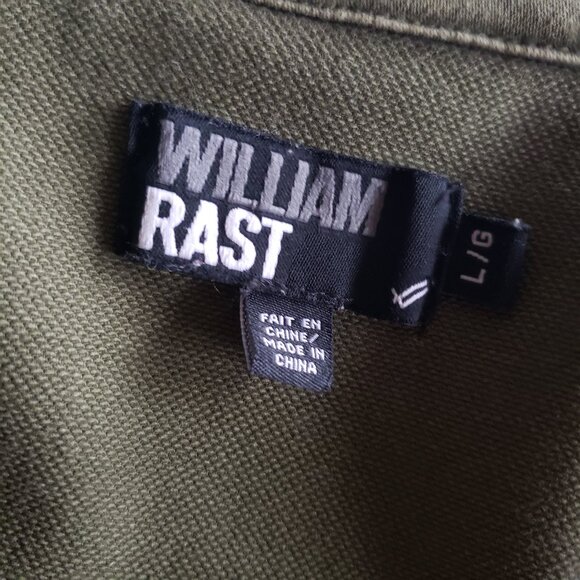 WILLIAM
RAST
L/G
FAIT EN
CHINE/
MADE IN
CHINA